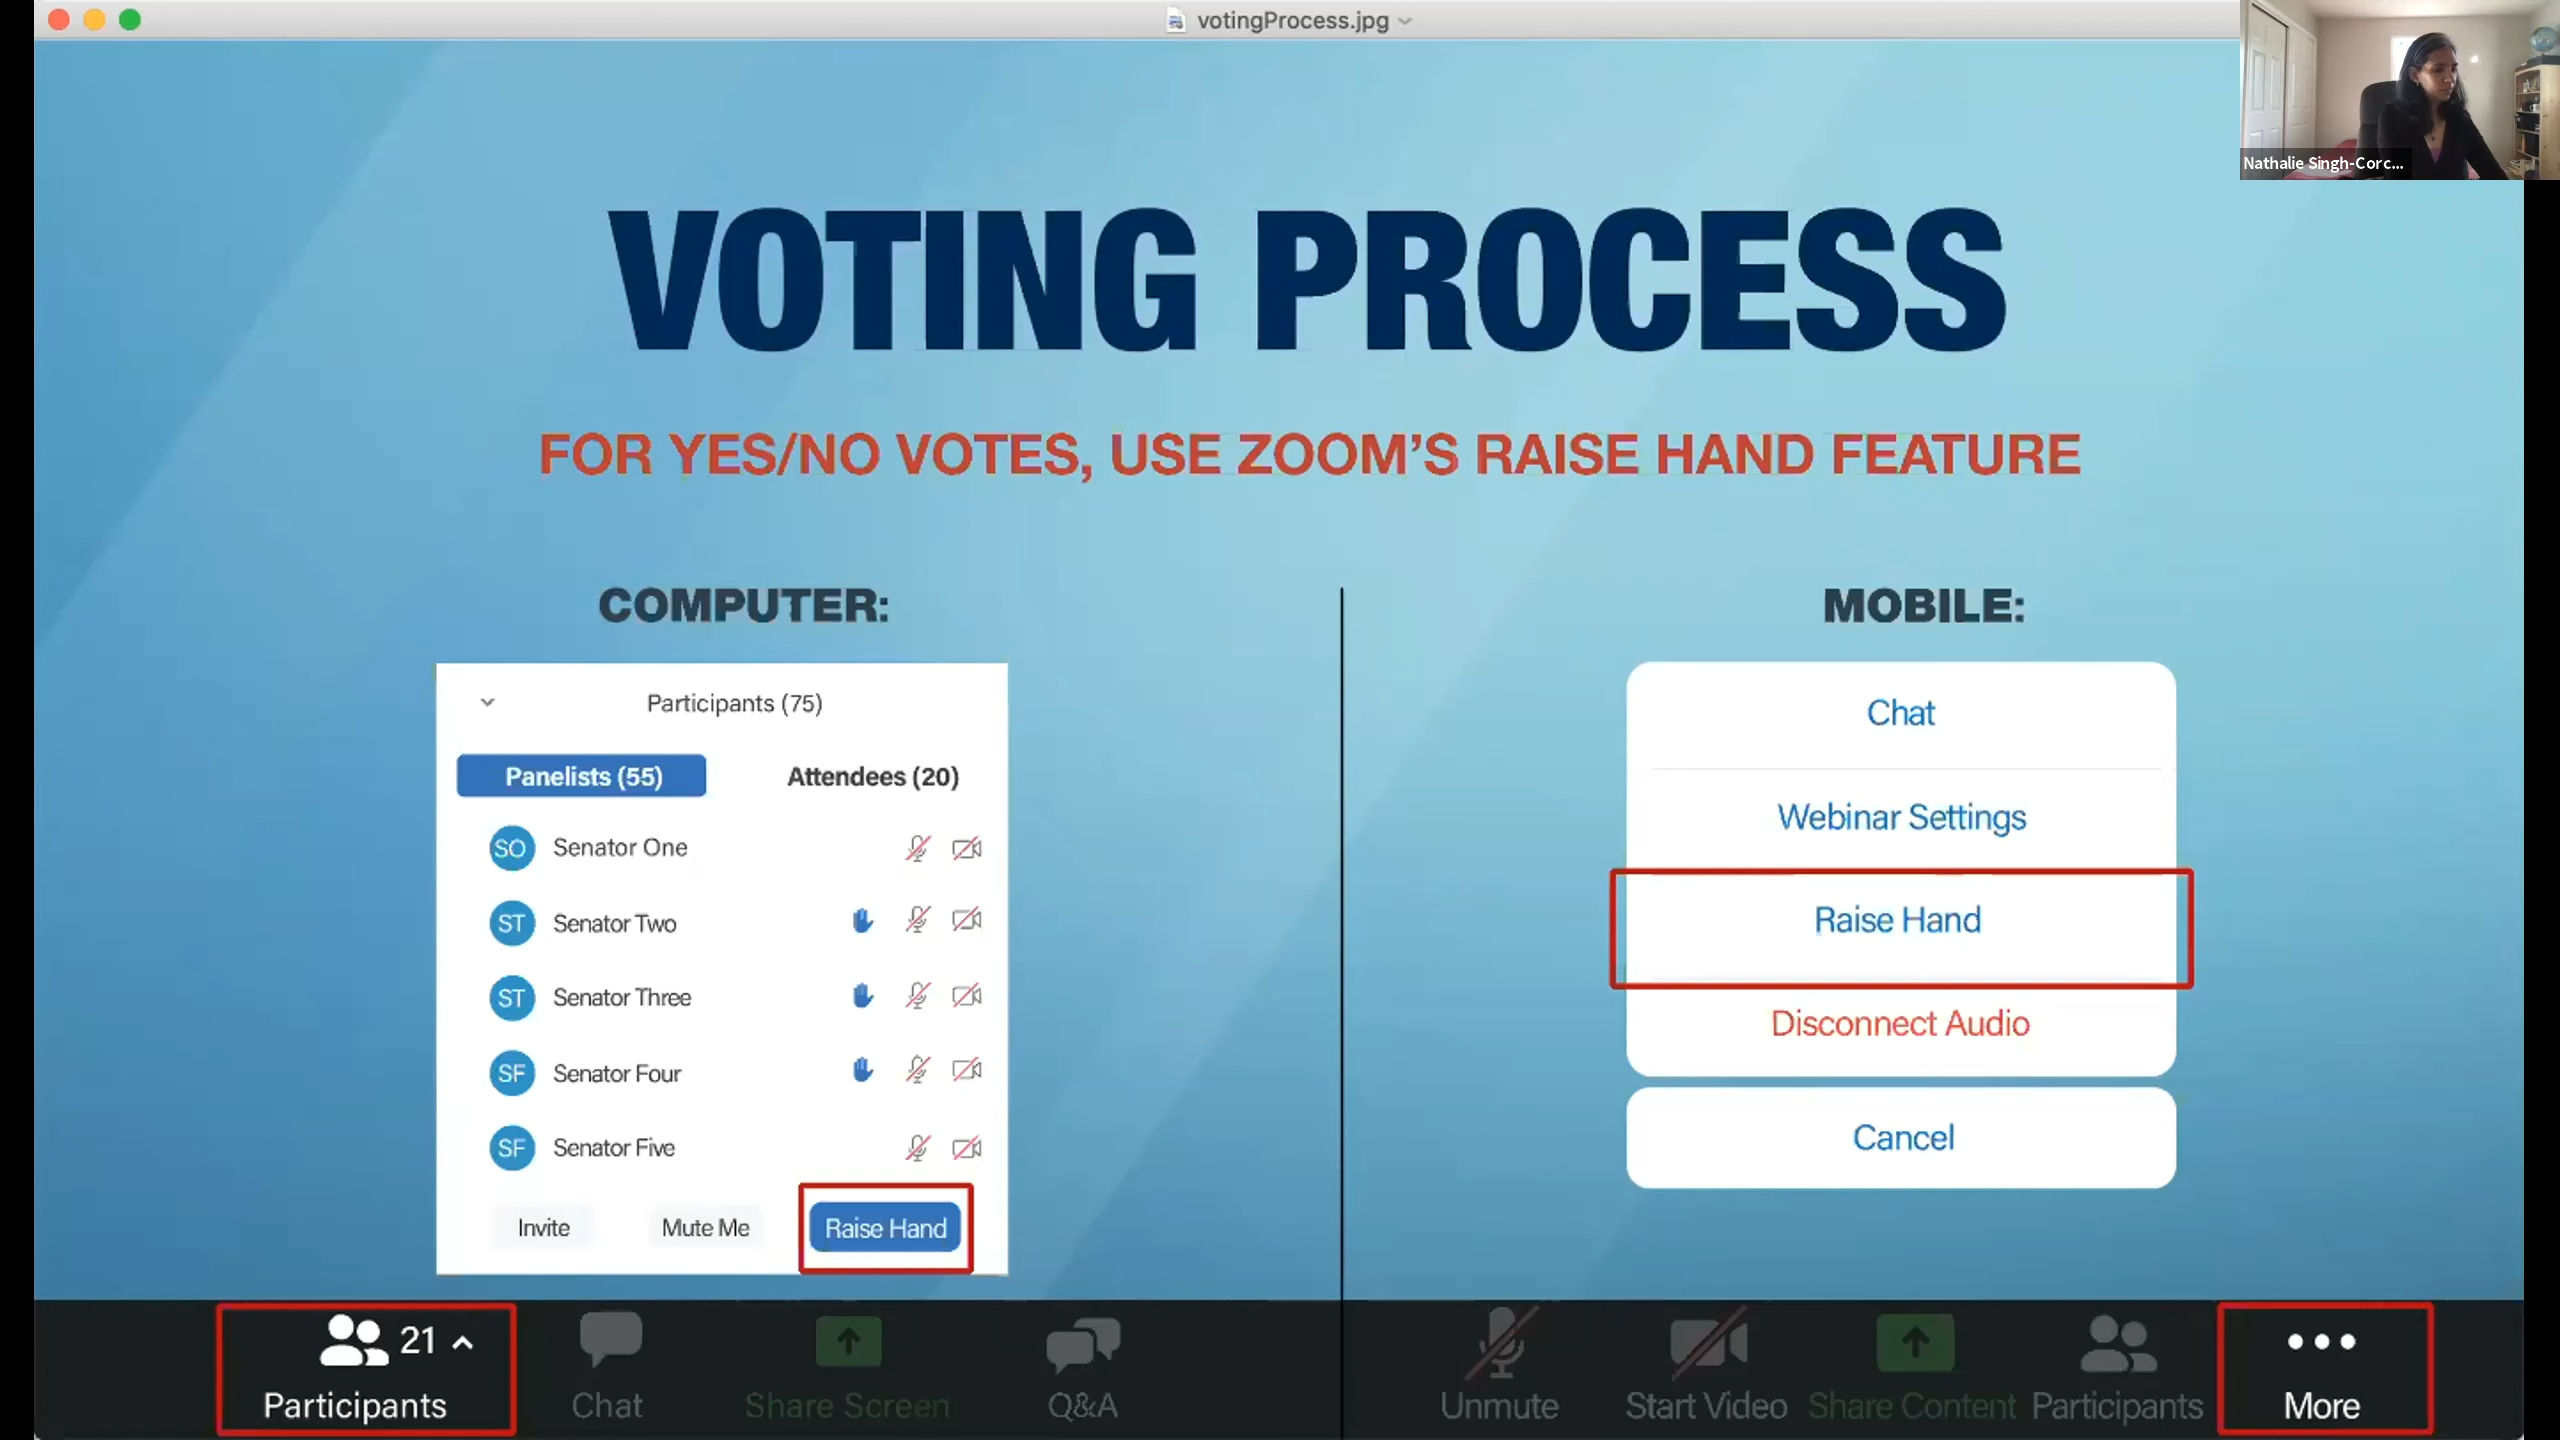 votingProcess.jpg
Nathalie Singh-Corc...
VOTING PROCESS
FOR YES/NO VOTES, USE ZOOM’S RAISE HAND FEATURE
COMPUTER:
Participants (75)
Panelists (55) Attendees (20)
SO Senator One
ST Senator Two
ST Senator Three
SF Senator Four
SF Senator Five
Invite Mute Me Raise Hand
21
Participants Chat Share Screen Q&A
MOBILE:
Chat
Webinar Settings
Raise Hand
Disconnect Audio
Cancel
Unmute Start Video Share Content Participants More